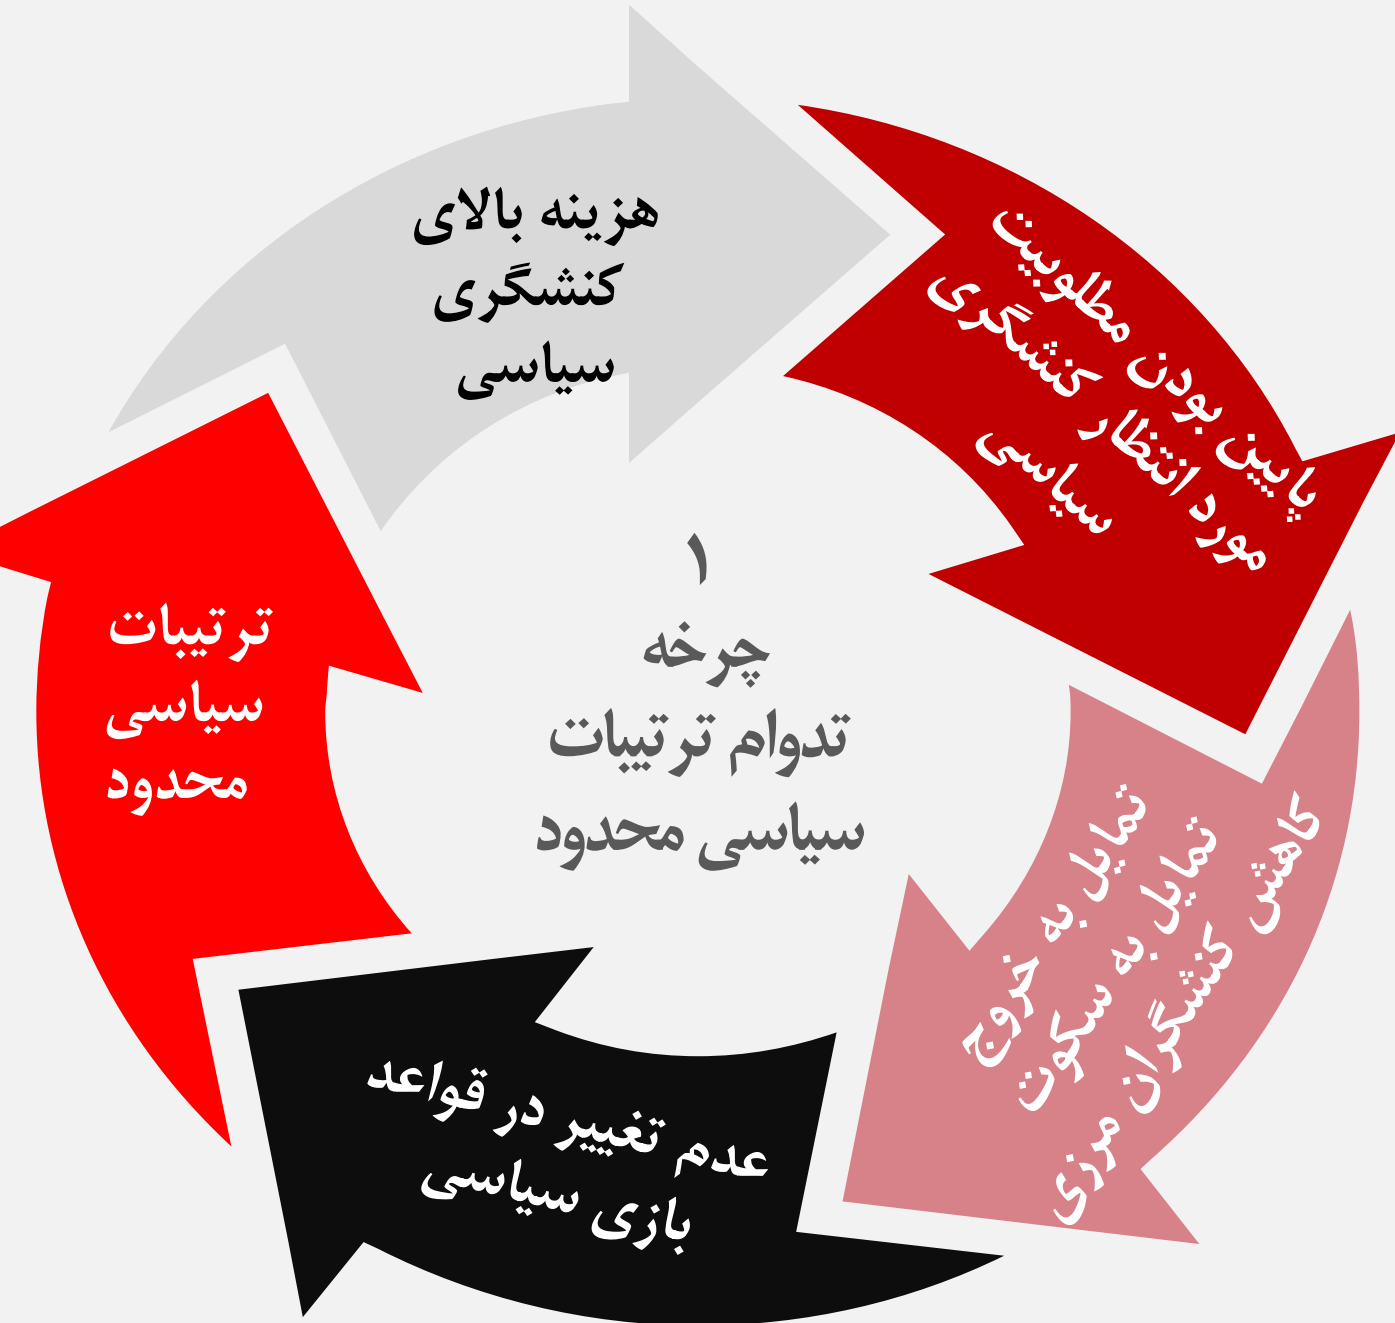 هزینه بالای
کنشگری
سیاسی
پایین بودن مطلوبیت
مورد انتظار کنشگری
سیاسی
تمایل به خروج
تمایل به سکوت
کاهش کنشگران مرزی
عدم تغییر در قواعد
بازی سیاسی
ترتیبات
سیاسی
محدود
۱
چرخه
تدوام ترتیبات
سیاسی محدود